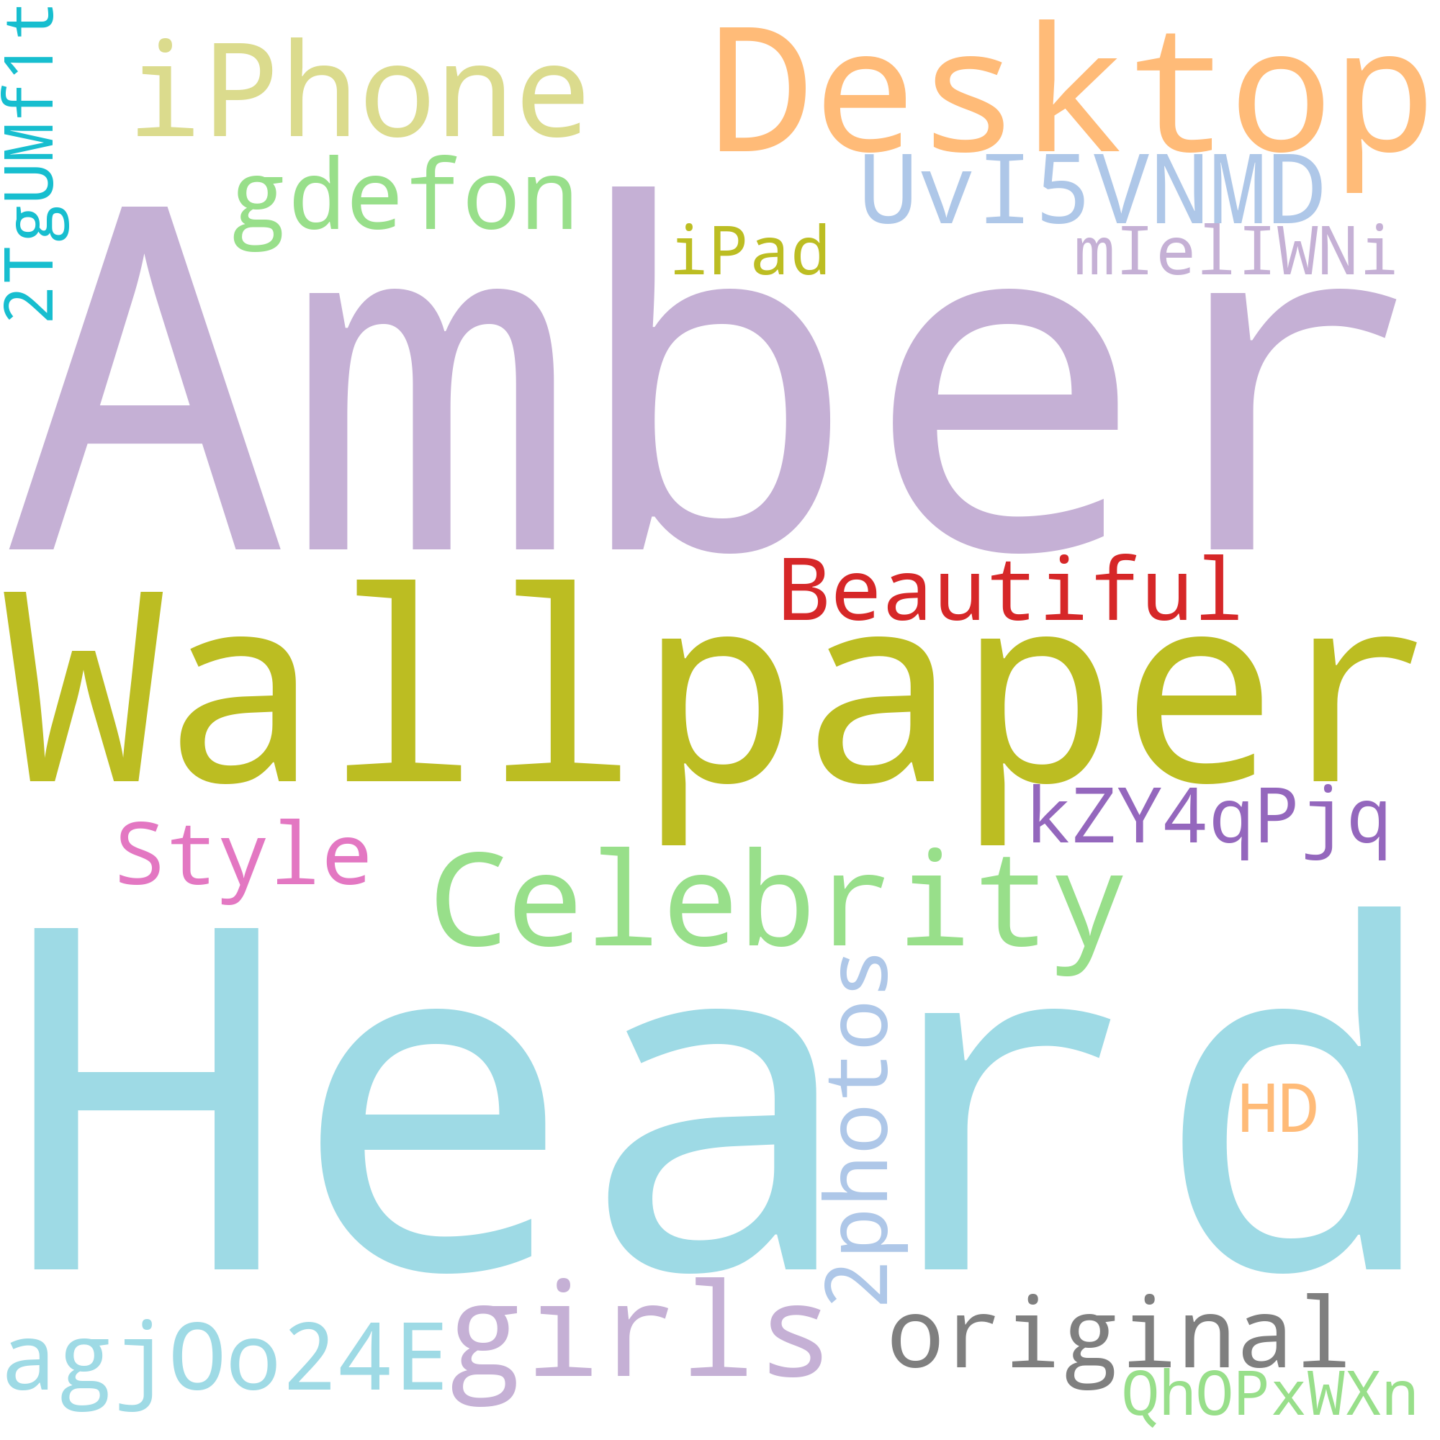 2TgUMf1t
iPhone
Desktop
gdefon
UvI5VNMD
iPad
mIelIWNi
Amber
Beautiful
Wallpaper
kZY4qPjq
Style
Celebrity
2photos
Heard
HD
agjOo24E
girls
original
QhOPxWXn